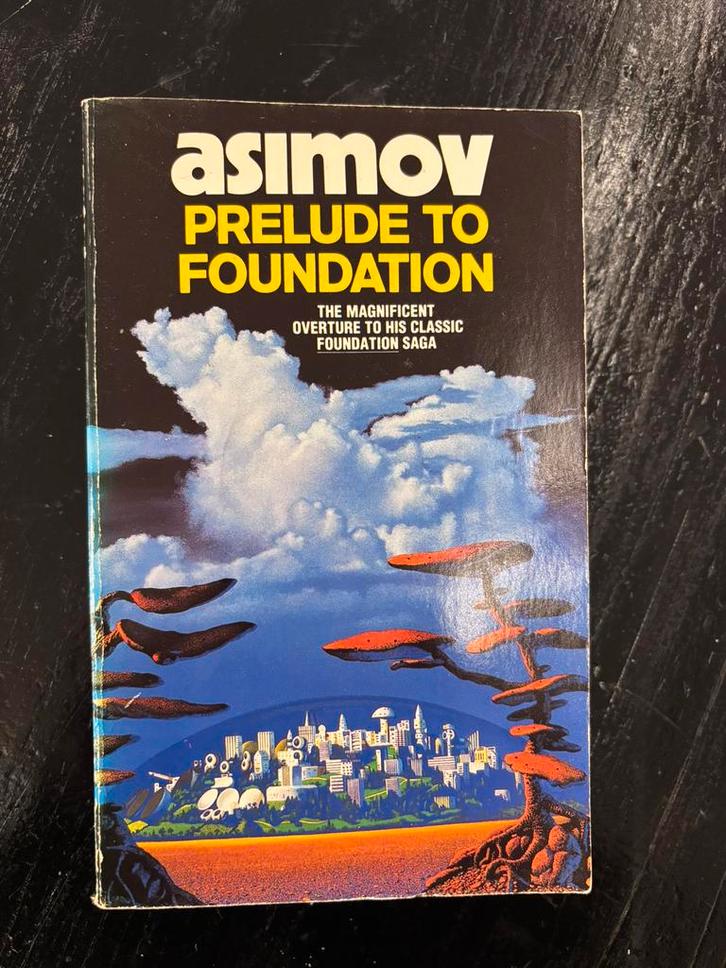 asimov
PRELUDE TO
FOUNDATION
THE MAGNIFICENT
OVERTURE TO HIS CLASSIC
FOUNDATION SAGA